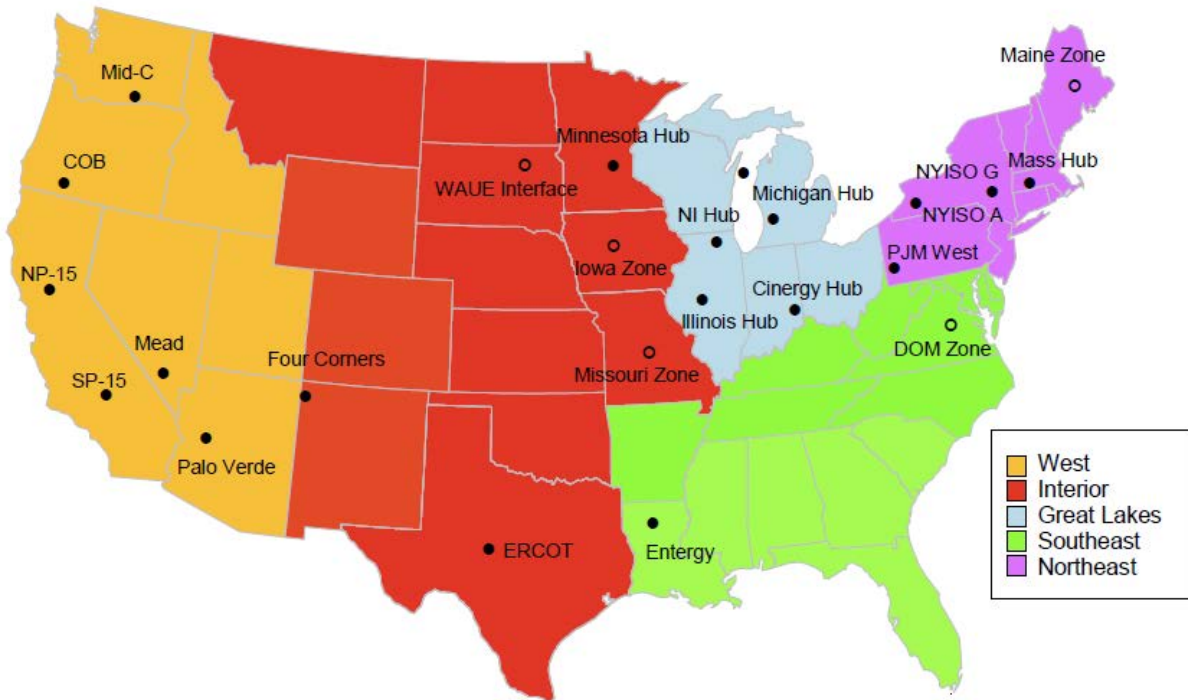 Maine Zone
Mid-C
Minnesota Hub
COB
WAUE Interface
Michigan Hub
NYISO G
Mass Hub
NI Hub
NYISO A
PJM West
NP-15
Iowa Zone
Cinergy Hub
Illinois Hub
Mead
Four Corners
SP-15
Missouri Zone
DOM Zone
Palo Verde
ERCOT
Entergy
West
Interior
Great Lakes
Southeast
Northeast